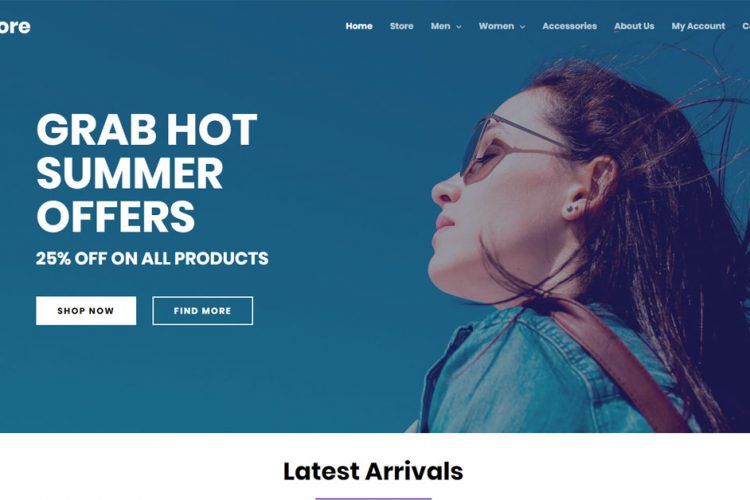 ore
Home Store Men Women Accessories About Us My Account C
GRAB HOT
SUMMER
OFFERS
25% OFF ON ALL PRODUCTS
SHOP NOW FIND MORE
Latest Arrivals